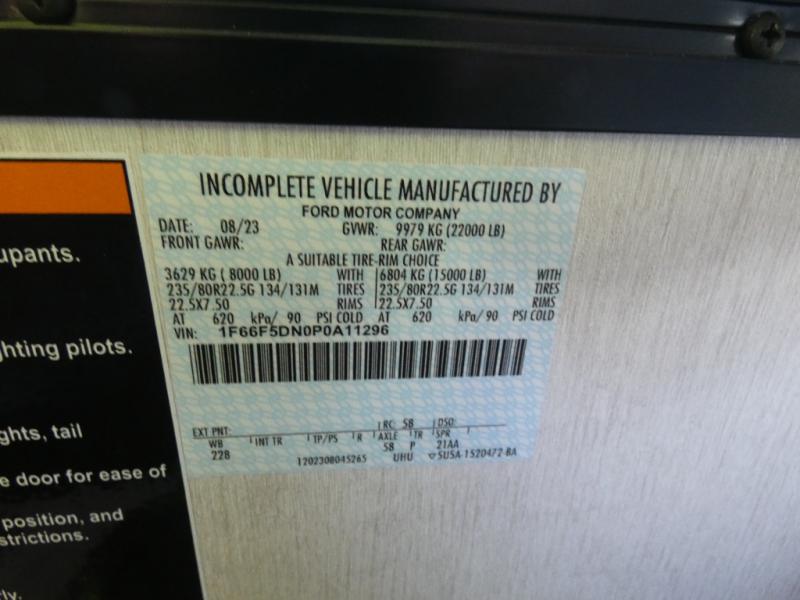 INCOMPLETE VEHICLE MANUFACTURED BY
FORD MOTOR COMPANY
DATE: 08/23 GVWR: 9979 KG (22000 LB)
FRONT GAWR: REAR GAWR:
A SUITABLE TIRE-RIM CHOICE
3629 KG ( 8000 LB) WITH 6804 KG (15000 LB) WITH
235/80R22.5G 134/131M TIRES 235/80R22.5G 134/131M TIRES
22.5X7.50 RIMS 22.5X7.50 RIMS
AT 620 kPa/ 90 PSI COLD AT 620 kPa/ 90 PSI COLD
VIN: 1F66F5DN0P0A11296
EXT PNT: RC: 58 DSO:
WB INT TR TP/PS R AXLE TR SPR
228 58 P 21AA
1202308045265 UHU SUSA-1520472-BA
upants.
ghting pilots.
ghts, tail
e door for ease of
position, and
strictions.
rly.